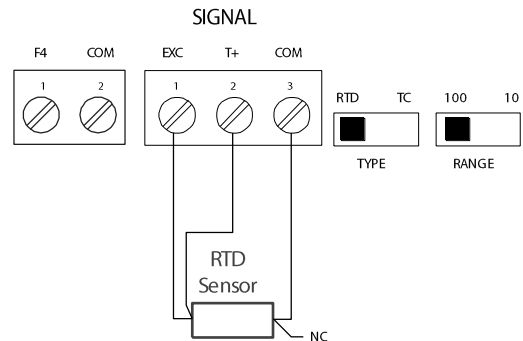 SIGNAL
F4 COM EXC T+ COM
1 2 1 2 3
RTD TC 100 10
TYPE RANGE
RTD
Sensor
NC